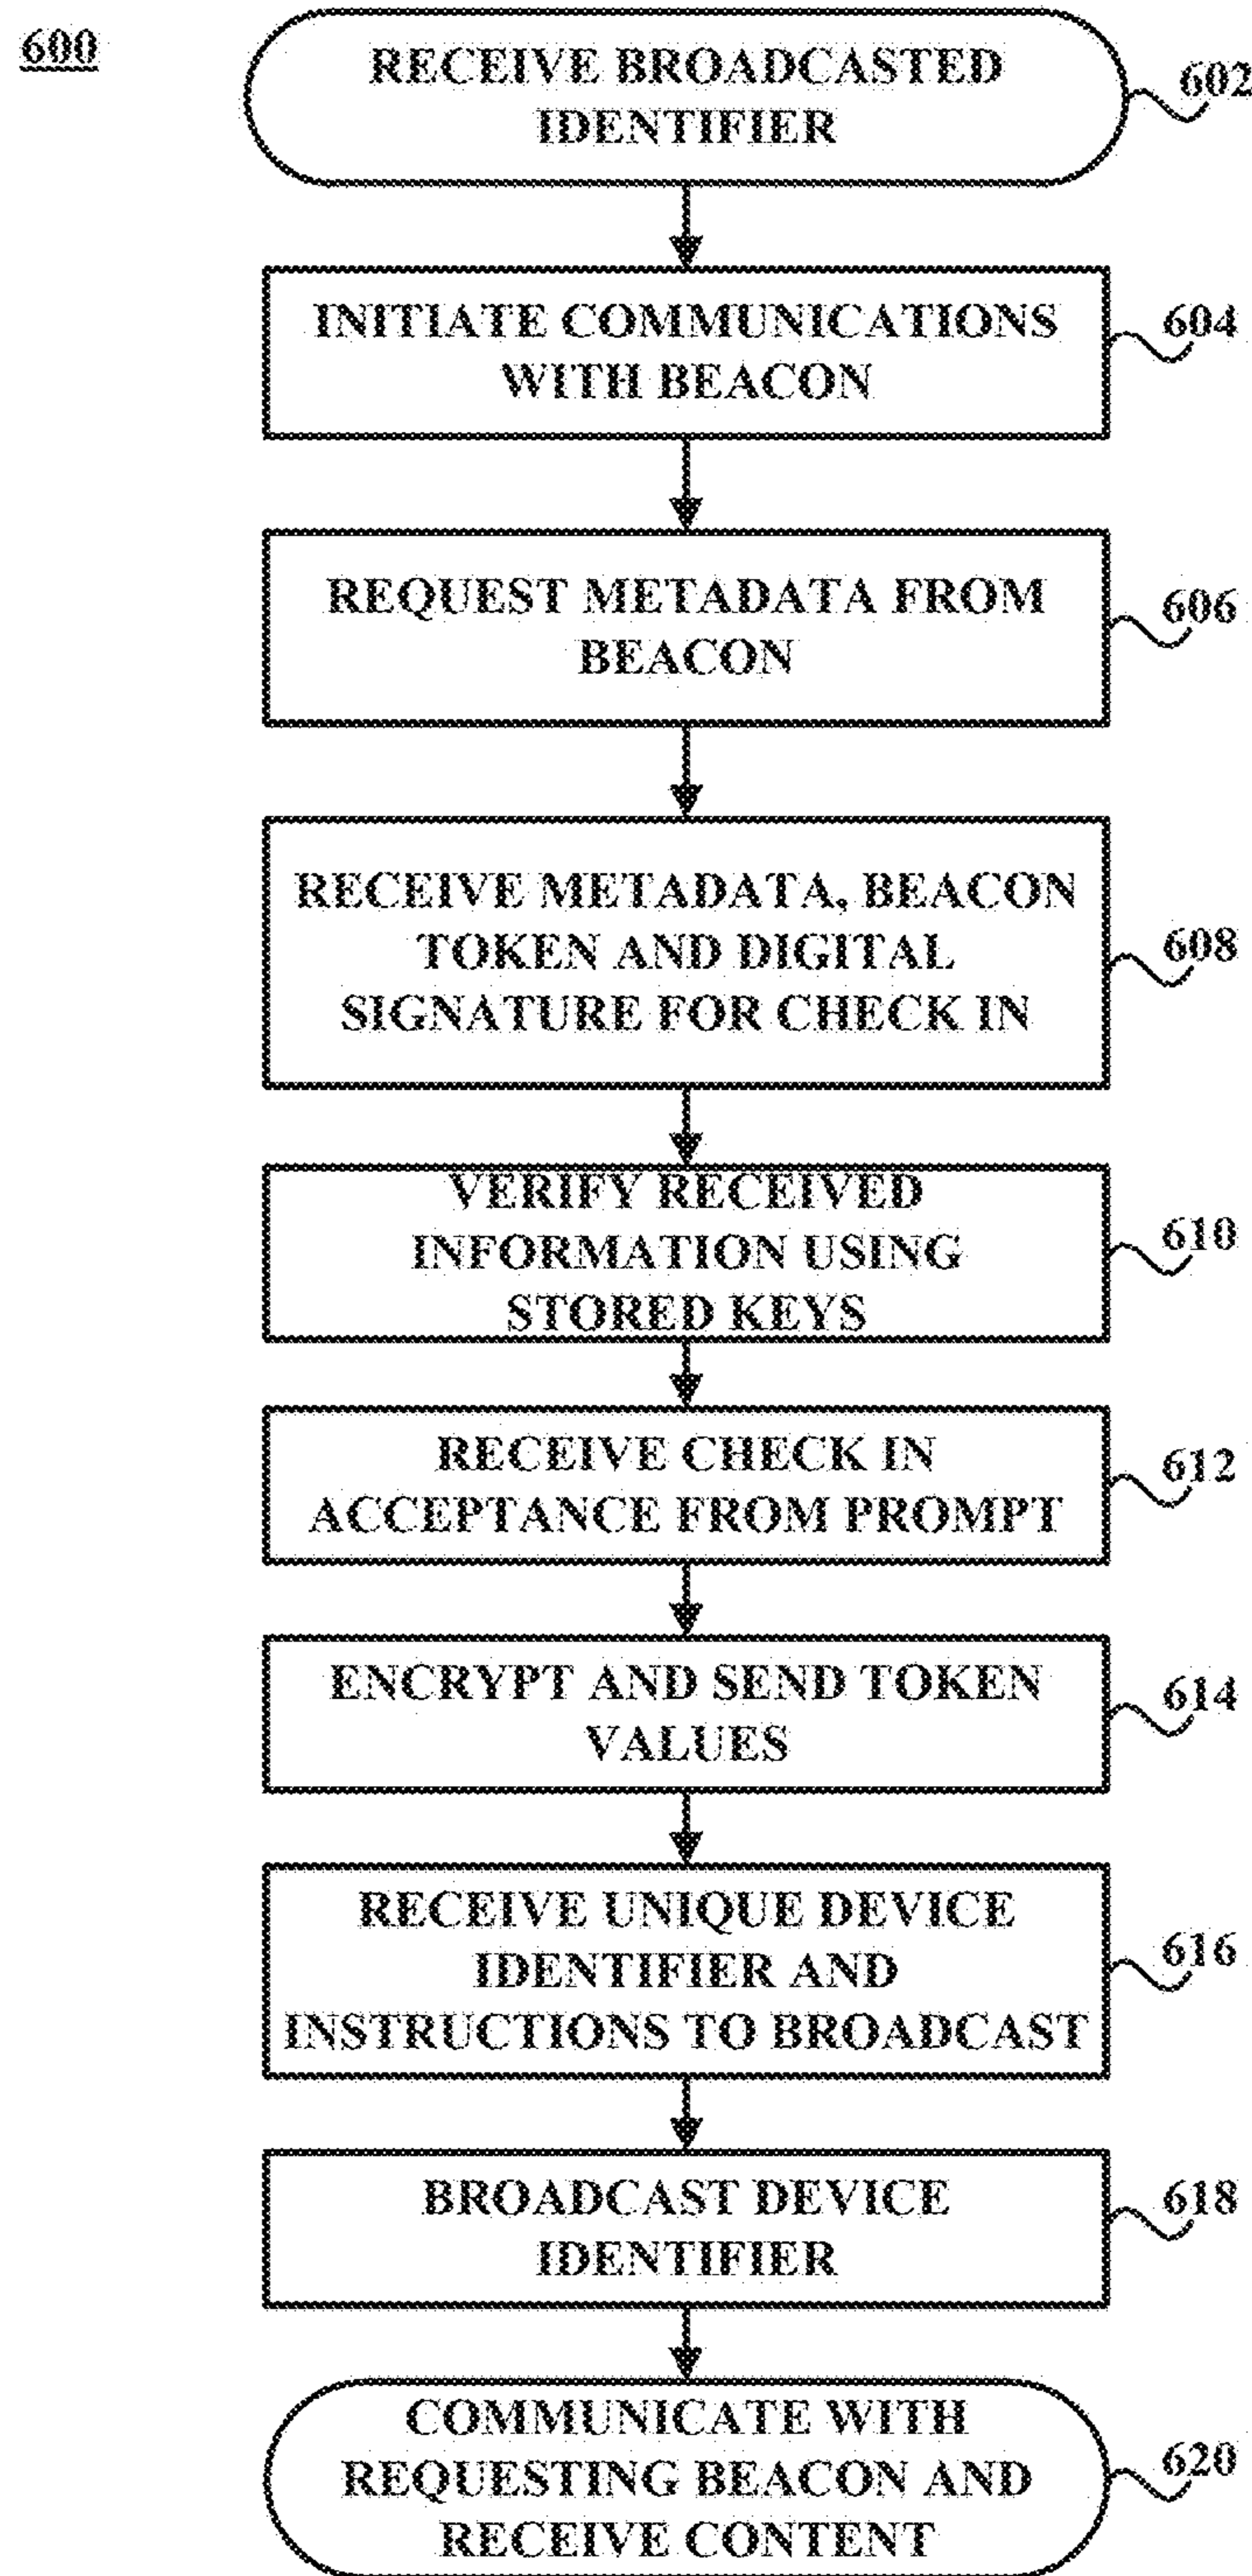 600
RECEIVE BROADCASTED
IDENTIFIER
602
INITIATE COMMUNICATIONS
WITH BEACON
604
REQUEST METADATA FROM
BEACON
606
RECEIVE METADATA, BEACON
TOKEN AND DIGITAL
SIGNATURE FOR CHECK IN
608
VERIFY RECEIVED
INFORMATION USING
STORED KEYS
610
RECEIVE CHECK IN
ACCEPTANCE FROM PROMPT
612
ENCRYPT AND SEND TOKEN
VALUES
614
RECEIVE UNIQUE DEVICE
IDENTIFIER AND
INSTRUCTIONS TO BROADCAST
616
BROADCAST DEVICE
IDENTIFIER
618
COMMUNICATE WITH
REQUESTING BEACON AND
RECEIVE CONTENT
620